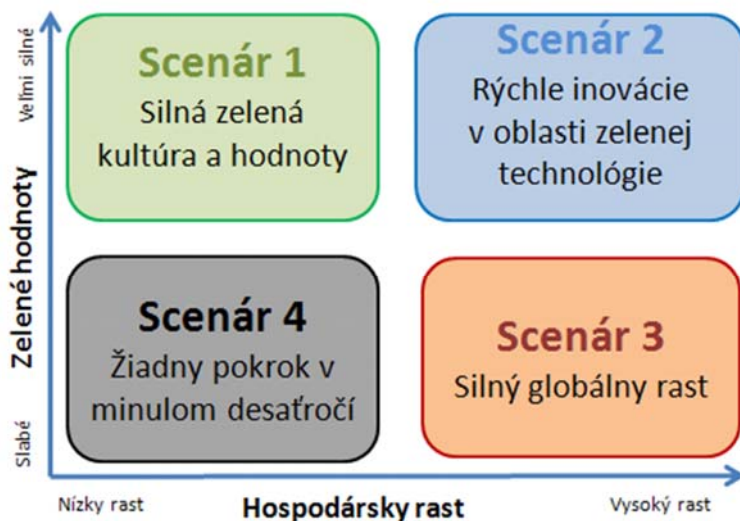 Veľmi silné
Zelené hodnoty
Slabé
Scenár 1
Silná zelená
kultúra a hodnoty
Scenár 2
Rýchle inovácie
v oblasti zelenej
technológie
Scenár 4
Žiadny pokrok v
minulom desaťročí
Scenár 3
Silný globálny rast
Nízky rast
Hospodársky rast
Vysoký rast